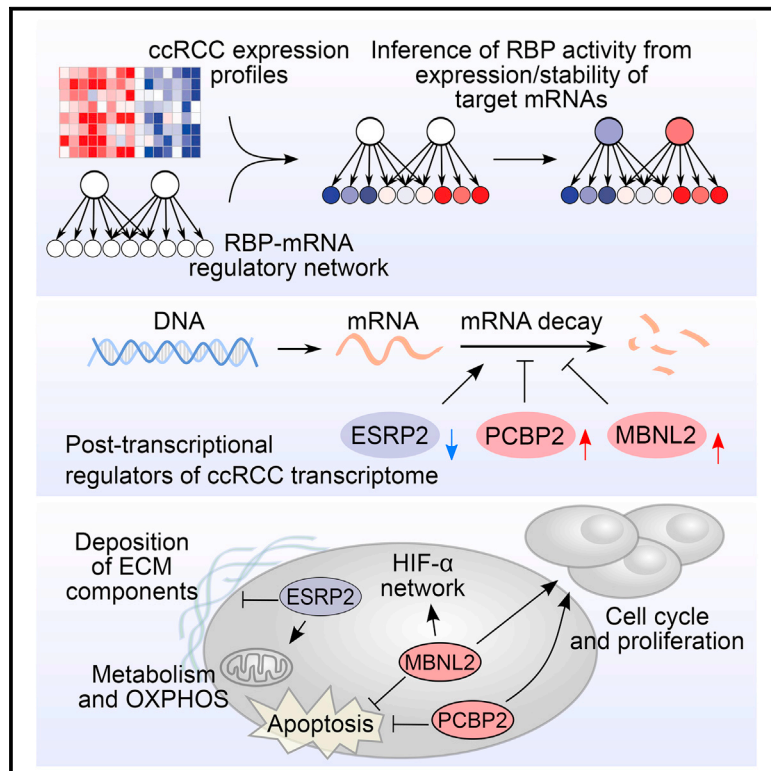 ccRCC expression
profiles
Inference of RBP activity from
expression/stability of
target mRNAs
RBP-mRNA
regulatory network
DNA
mRNA
mRNA decay
ESRP2
PCBP2
MBNL2
Post-transcriptional
regulators of ccRCC transcriptome
Deposition
of ECM
components
ESRP2
HIF-α
network
Cell cycle
and proliferation
Metabolism
and OXPHOS
MBNL2
Apoptosis
PCBP2